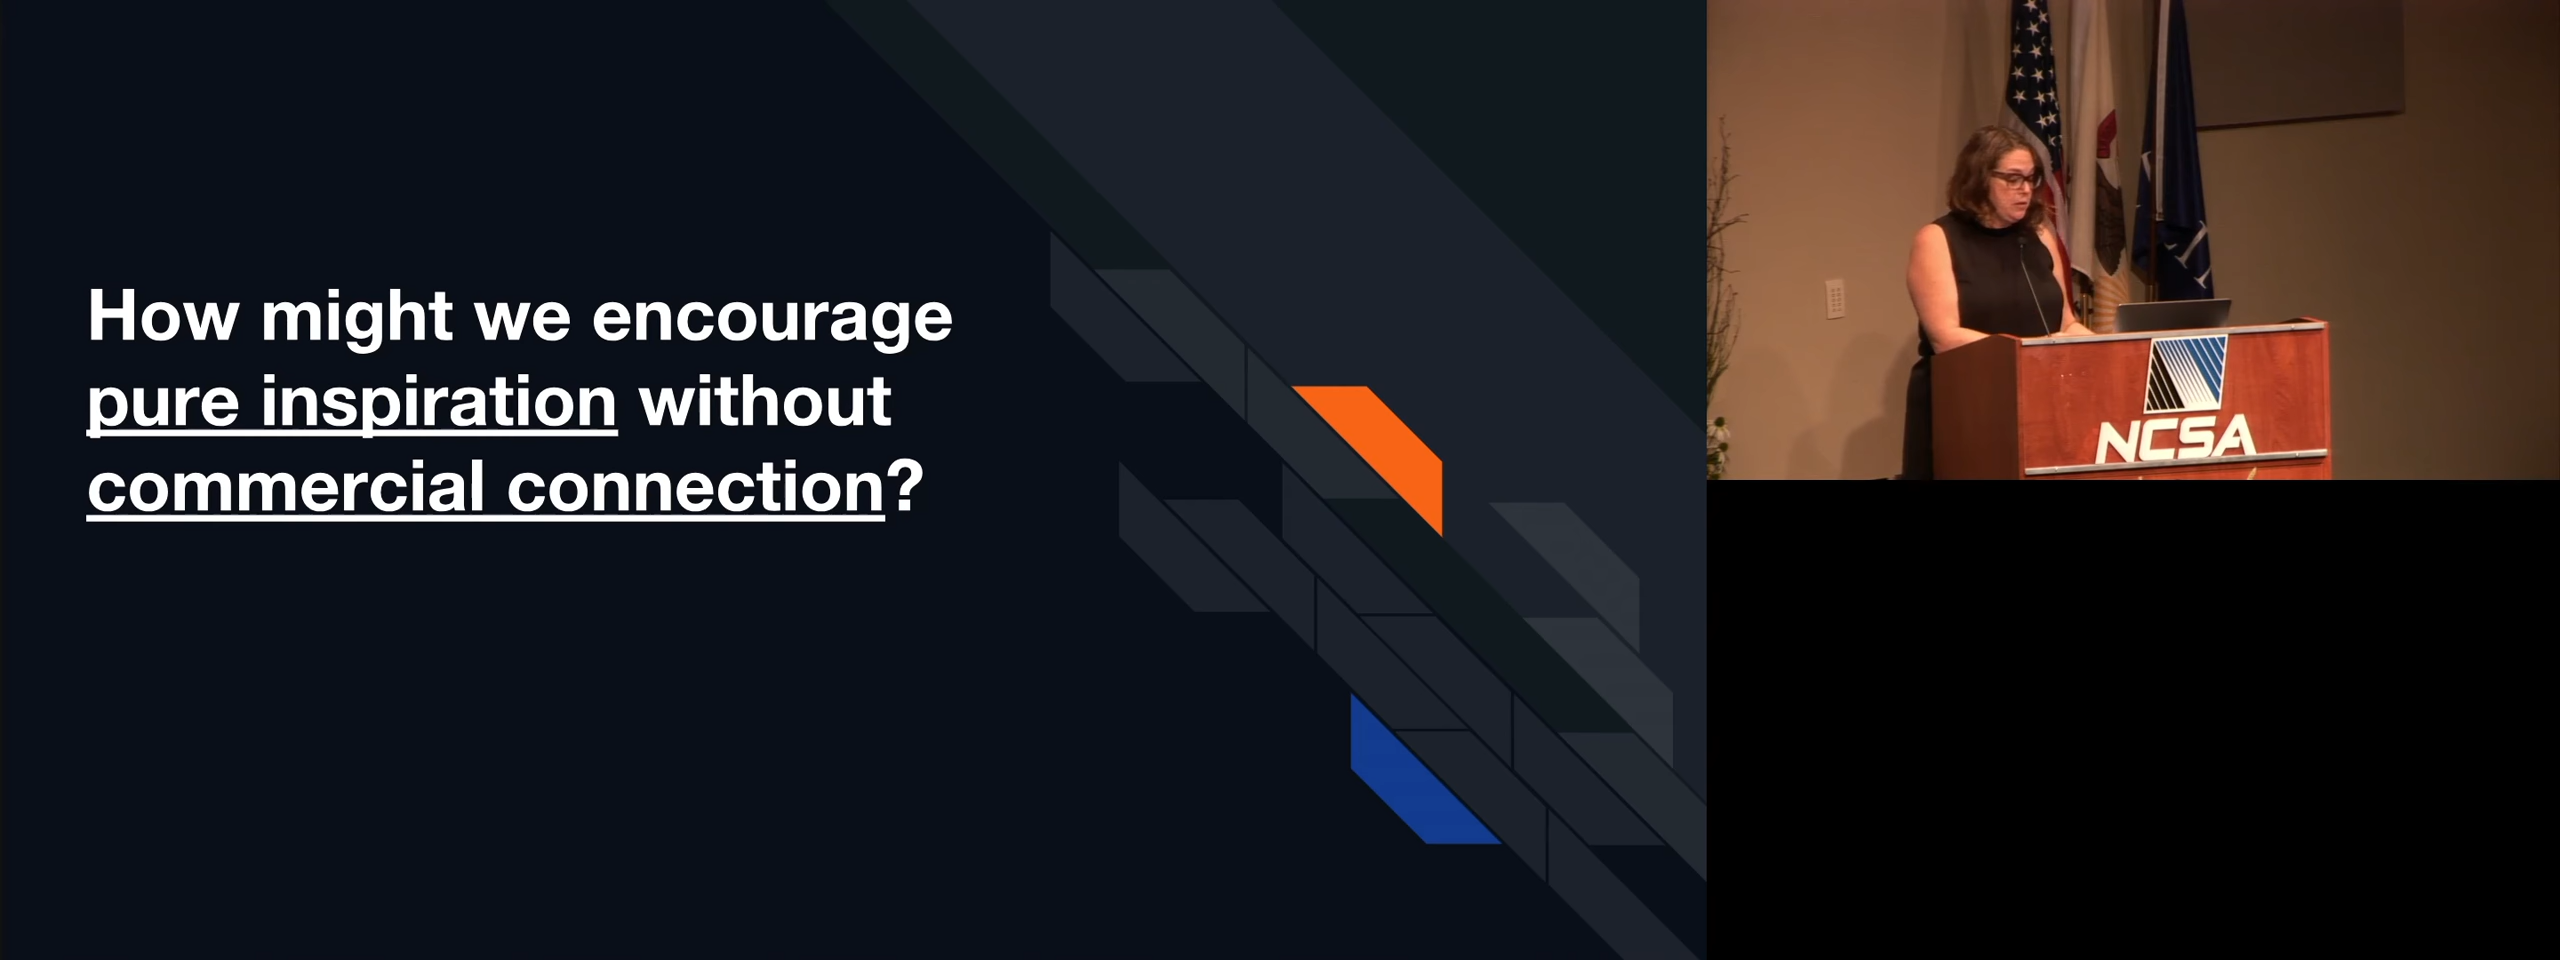 How might we encourage
pure inspiration without
commercial connection?
NCSA